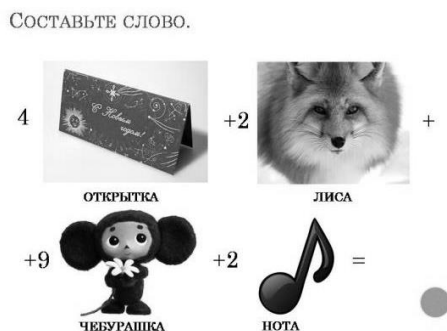 Составьте слово.
4 +2 +
С Новым
годом!
ОТКРЫТКА ЛИСА
+9 +2 =
ЧЕБУРАШКА НОТА